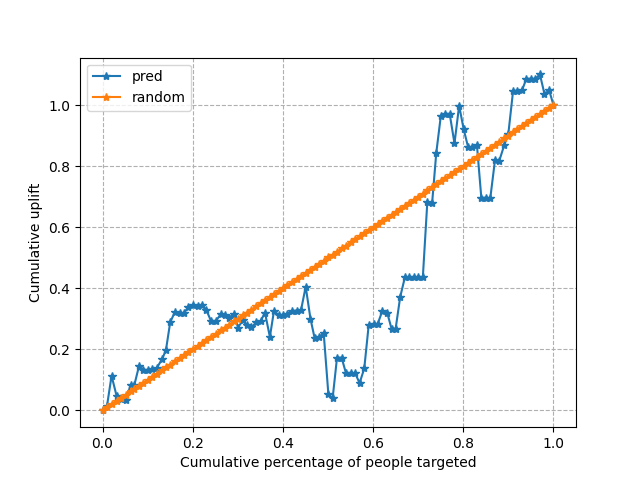 pred
random
1.0
0.8
0.6
0.4
0.2
0.0
Cumulative uplift
0.0 0.2 0.4 0.6 0.8 1.0
Cumulative percentage of people targeted